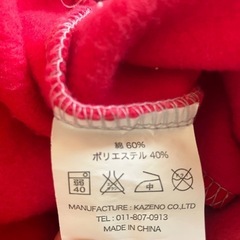 綿 60%
ポリエステル 40%
弱
40
中
MANUFACTURE : KAZENO CO.,LTD
TEL : 011-807-0913
Made in China